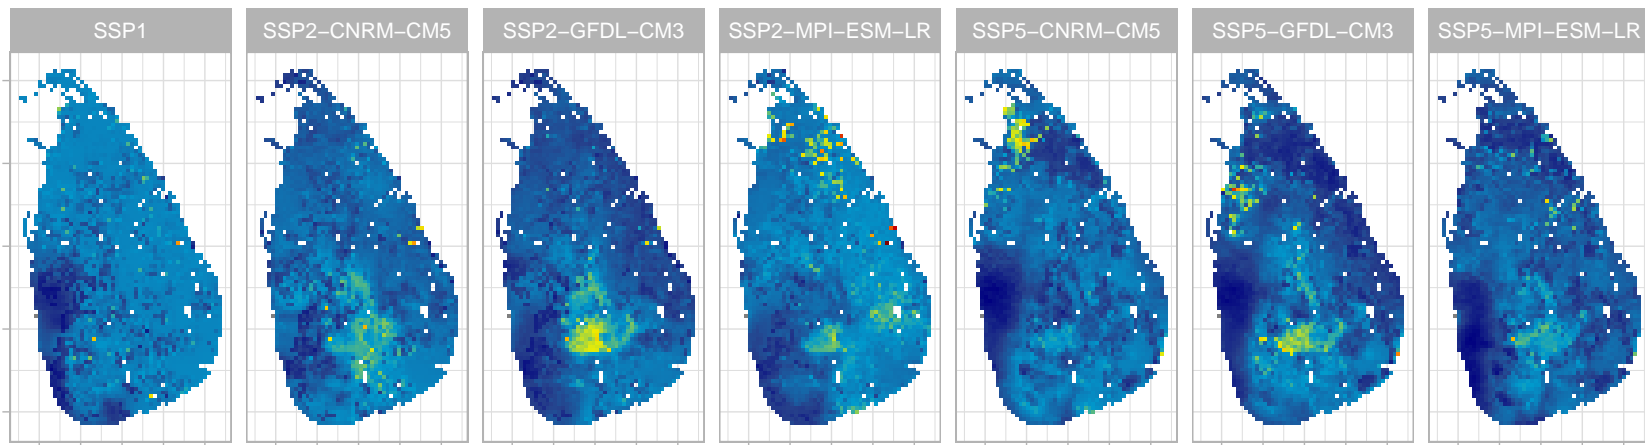 SSP1
SSP2−CNRM−CM5
SSP2−GFDL−CM3
SSP2−MPI−ESM−LR
SSP5−CNRM−CM5
SSP5−GFDL−CM3
SSP5−MPI−ESM−LR